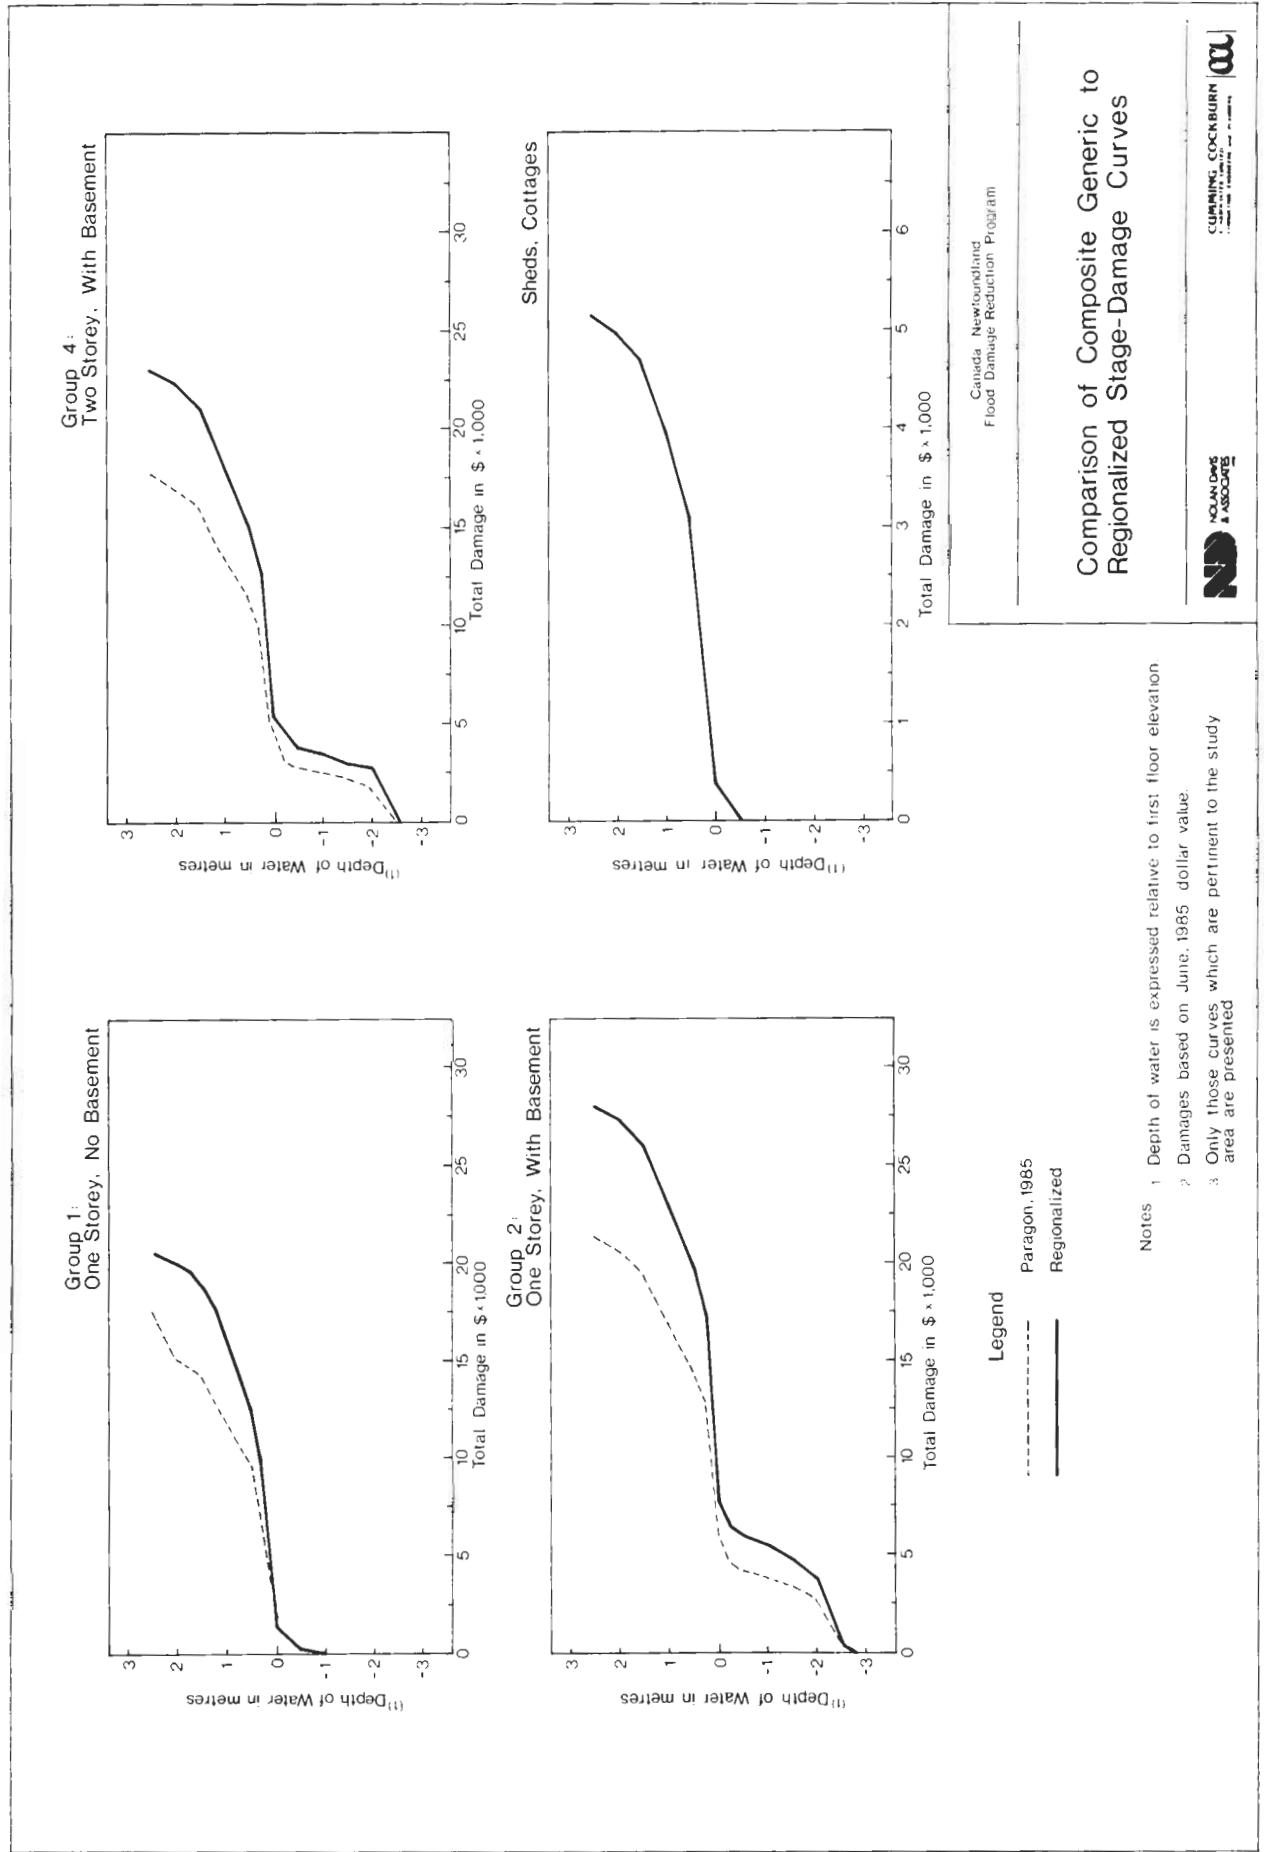 Group 1:
One Storey, No Basement
3
2
1
0
-1
-2
-3
(1) Depth of Water in metres
0
5
10
15
20
25
30
Total Damage in $ × 1,000
Group 4:
Two Storey, With Basement
3
2
1
0
-1
-2
-3
(1) Depth of Water in metres
0
5
10
15
20
25
30
Total Damage in $ × 1,000
Group 2:
One Storey, With Basement
3
2
1
0
-1
-2
-3
(1) Depth of Water in metres
0
5
10
15
20
25
30
Total Damage in $ × 1,000
Sheds, Cottages
3
2
1
0
-1
-2
-3
(1) Depth of Water in metres
0
1
2
3
4
5
6
Total Damage in $ × 1,000
Legend
Paragon, 1985
Regionalized
Notes
1 Depth of water is expressed relative to first floor elevation
2 Damages based on June, 1985 dollar value.
3 Only those curves which are pertinent to the study
area are presented
Canada Newfoundland
Flood Damage Reduction Program
Comparison of Composite Generic to
Regionalized Stage-Damage Curves
NOLAN DAVIS
& ASSOCIATES
CUMMING COCKBURN